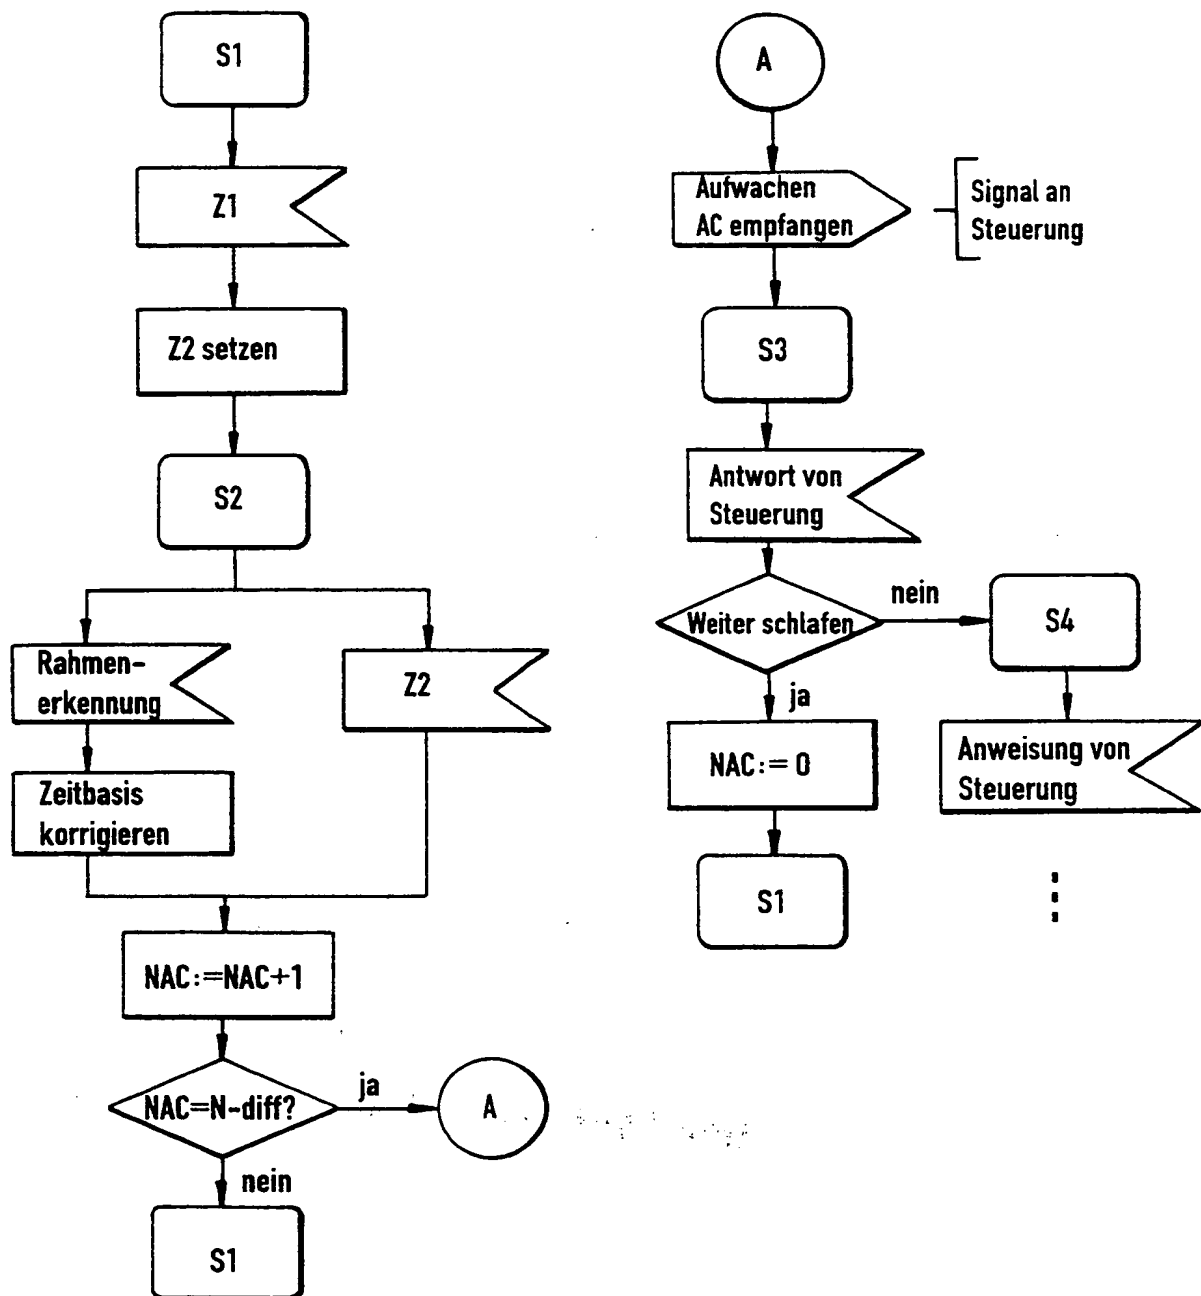 S1
Z1
Z2 setzen
S2
Rahmen-
erkennung
Z2
Zeitbasis
korrigieren
NAC:=NAC+1
NAC=N-diff?
ja
A
nein
S1
A
Aufwachen
AC empfangen
Signal an
Steuerung
S3
Antwort von
Steuerung
Weiter schlafen
nein
S4
ja
NAC:= 0
Anweisung von
Steuerung
S1